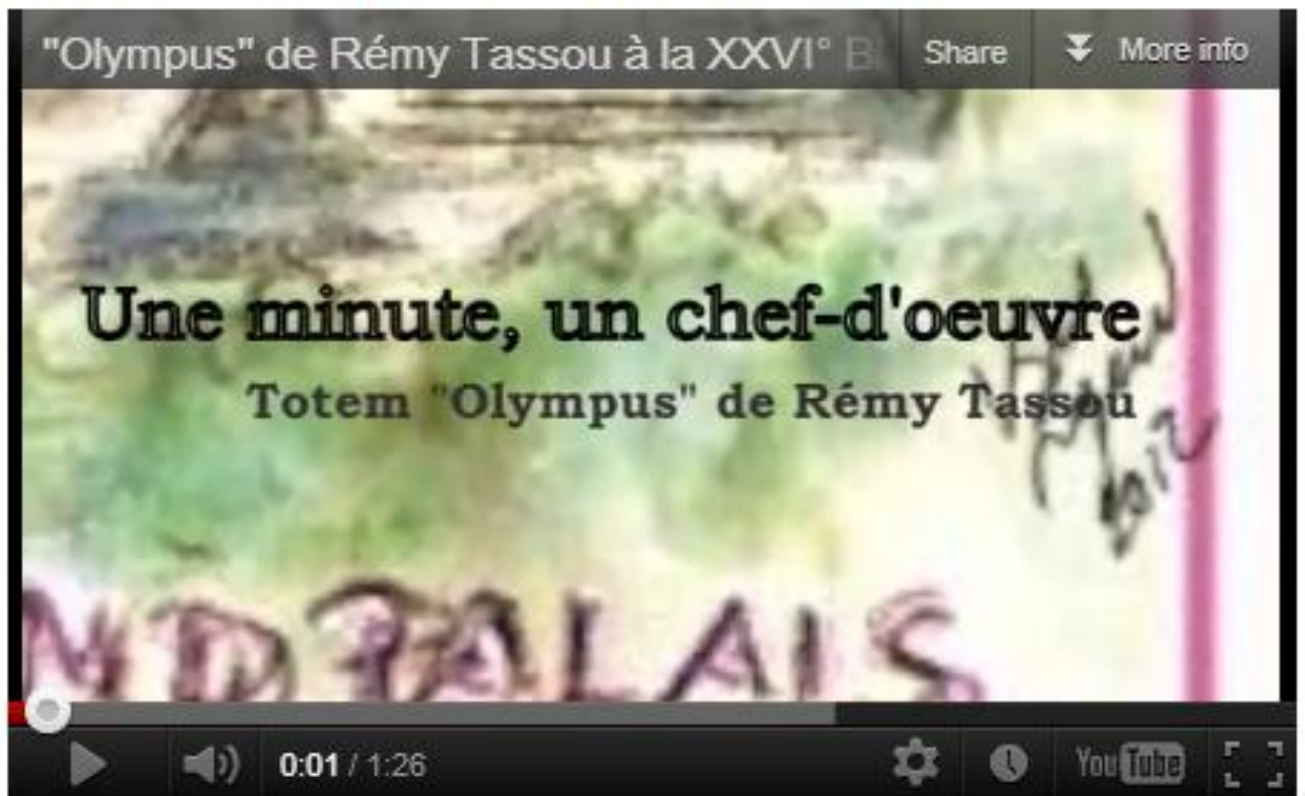 "Olympus" de Rémy Tassou à la XXVI° B
Share
More info
Une minute, un chef-d'oeuvre
Totem "Olympus" de Rémy Tassou
ND PALAIS
0:01 / 1:26
YouTube